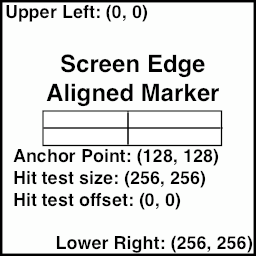 Upper Left: (0, 0)
Screen Edge
Aligned Marker
Anchor Point: (128, 128)
Hit test size: (256, 256)
Hit test offset: (0, 0)
Lower Right: (256, 256)